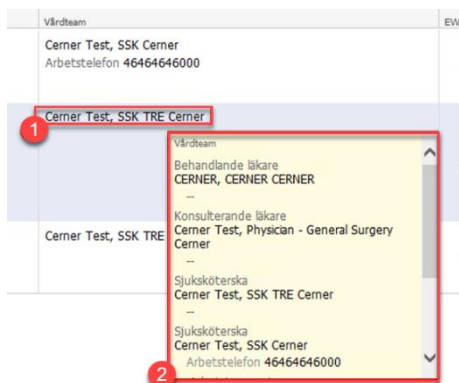 Vårdteam
EW
Cerner Test, SSK Cerner
Arbetstelefon 46464646000
1
Cerner Test, SSK TRE Cerner
Cerner Test, SSK TRE
Vårdteam
Behandlande läkare
CERNER, CERNER CERNER
--
Konsulterande läkare
Cerner Test, Physician - General Surgery
Cerner
--
Sjuksköterska
Cerner Test, SSK TRE Cerner
--
Sjuksköterska
Cerner Test, SSK Cerner
Arbetstelefon 46464646000
2